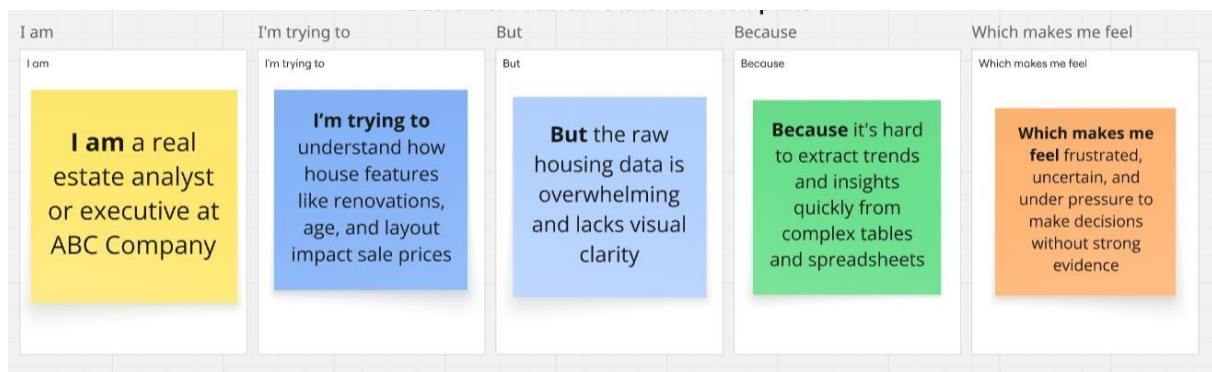 I am
I'm trying to
But
Because
Which makes me feel
I am
I'm trying to
But
Because
Which makes me feel
I am a real
estate analyst
or executive at
ABC Company
I’m trying to
understand how
house features
like renovations,
age, and layout
impact sale prices
But the raw
housing data is
overwhelming
and lacks visual
clarity
Because it's hard
to extract trends
and insights
quickly from
complex tables
and spreadsheets
Which makes me
feel frustrated,
uncertain, and
under pressure to
make decisions
without strong
evidence